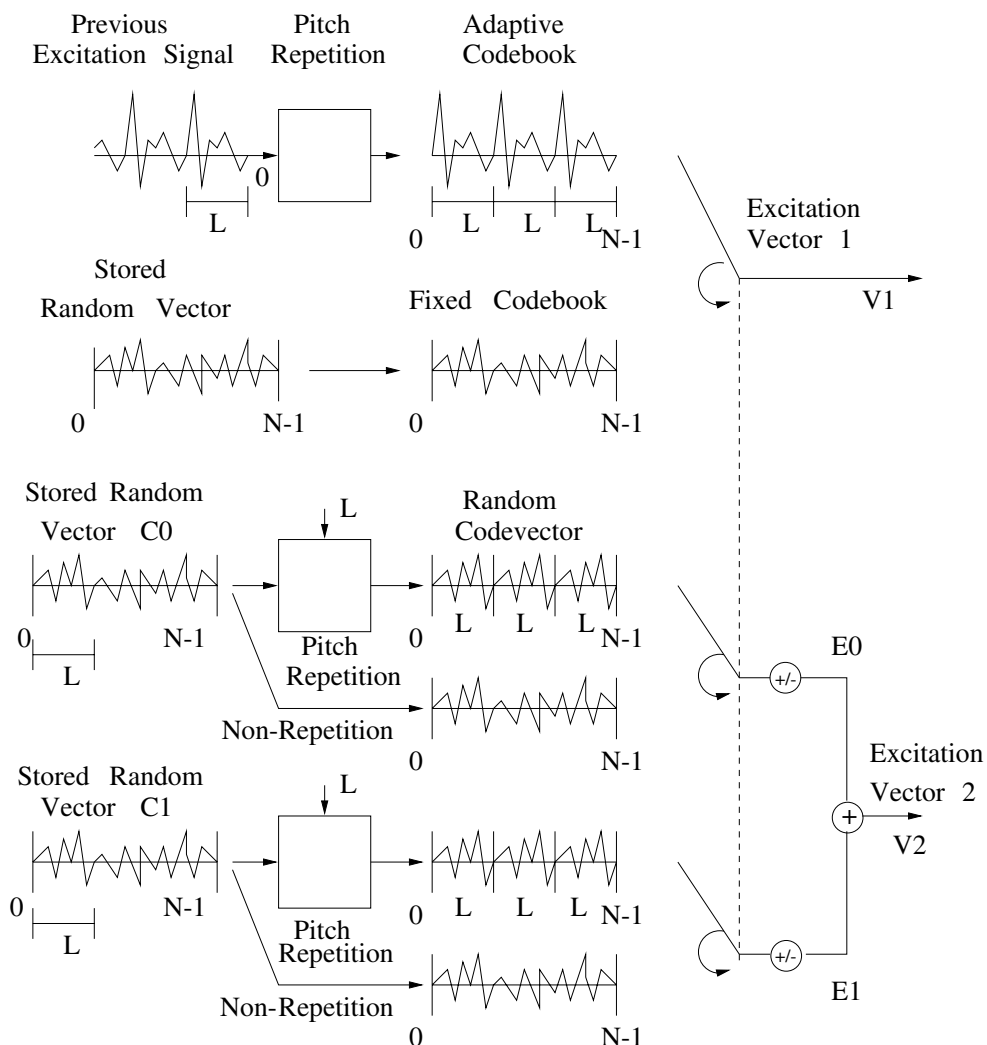 Previous
Excitation Signal
Pitch
Repetition
Adaptive
Codebook
0
L
L
L
L
0
N-1
Excitation
Vector 1
V1
Stored
Random Vector
0
N-1
Fixed Codebook
0
N-1
Stored Random
Vector C0
0
N-1
L
L
Pitch
Repetition
Non-Repetition
Random
Codevector
0
L
L
L
N-1
0
N-1
+/-
E0
Excitation
Vector 2
+
V2
Stored Random
Vector C1
0
N-1
L
L
Pitch
Repetition
Non-Repetition
0
L
L
L
N-1
0
N-1
+/-
E1